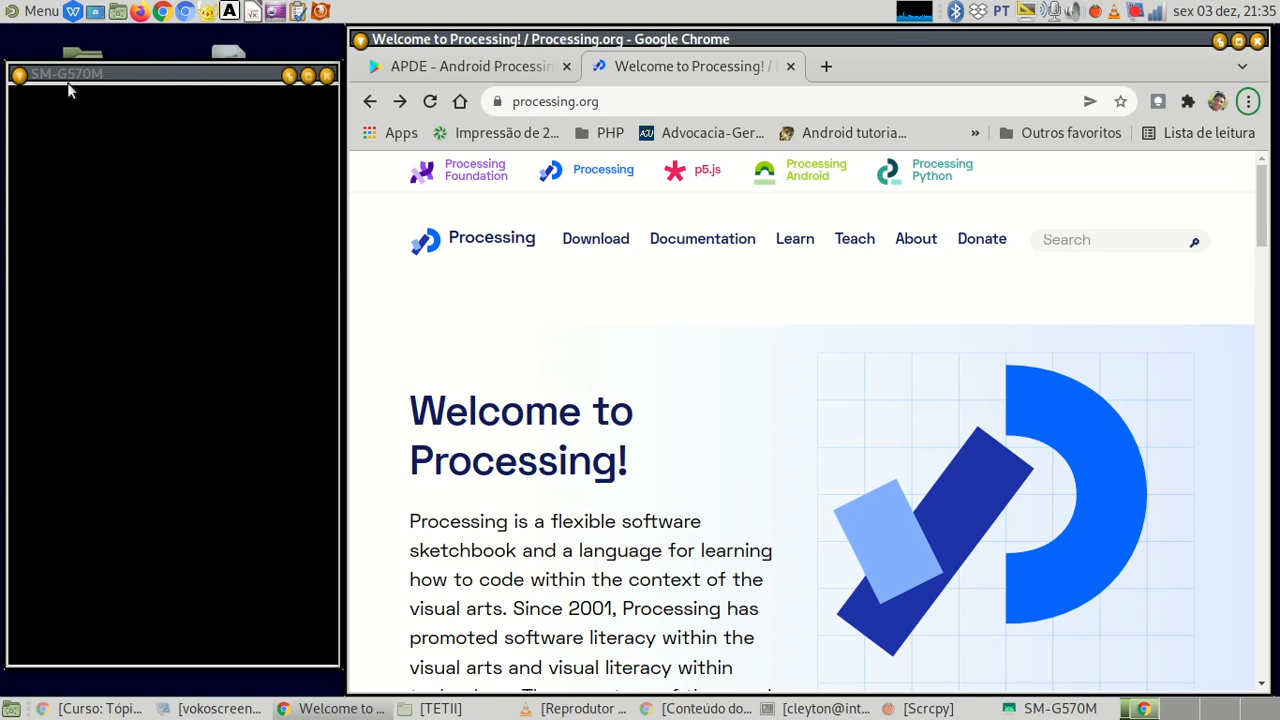 Menu
PT
sex 03 dez, 21:35
SM-G570M
Welcome to Processing! / Processing.org - Google Chrome
APDE - Android Processin
Welcome to Processing! /
processing.org
Apps
Impressão de 2...
PHP
Advocacia-Ger...
Android tutoria...
»
Outros favoritos
Lista de leitura
Processing
Foundation
Processing
p5.js
Processing
Android
Processing
Python
Processing
Download
Documentation
Learn
Teach
About
Donate
Search
Welcome to
Processing!
Processing is a flexible software
sketchbook and a language for learning
how to code within the context of the
visual arts. Since 2001, Processing has
promoted software literacy within the
visual arts and visual literacy within
[Curso: Tópi...
[vokoscreen...
Welcome to ...
[TETII]
[Reprodutor ...
[Conteudo do...
[cleyton@int...
[Scrcpy]
SM-G570M